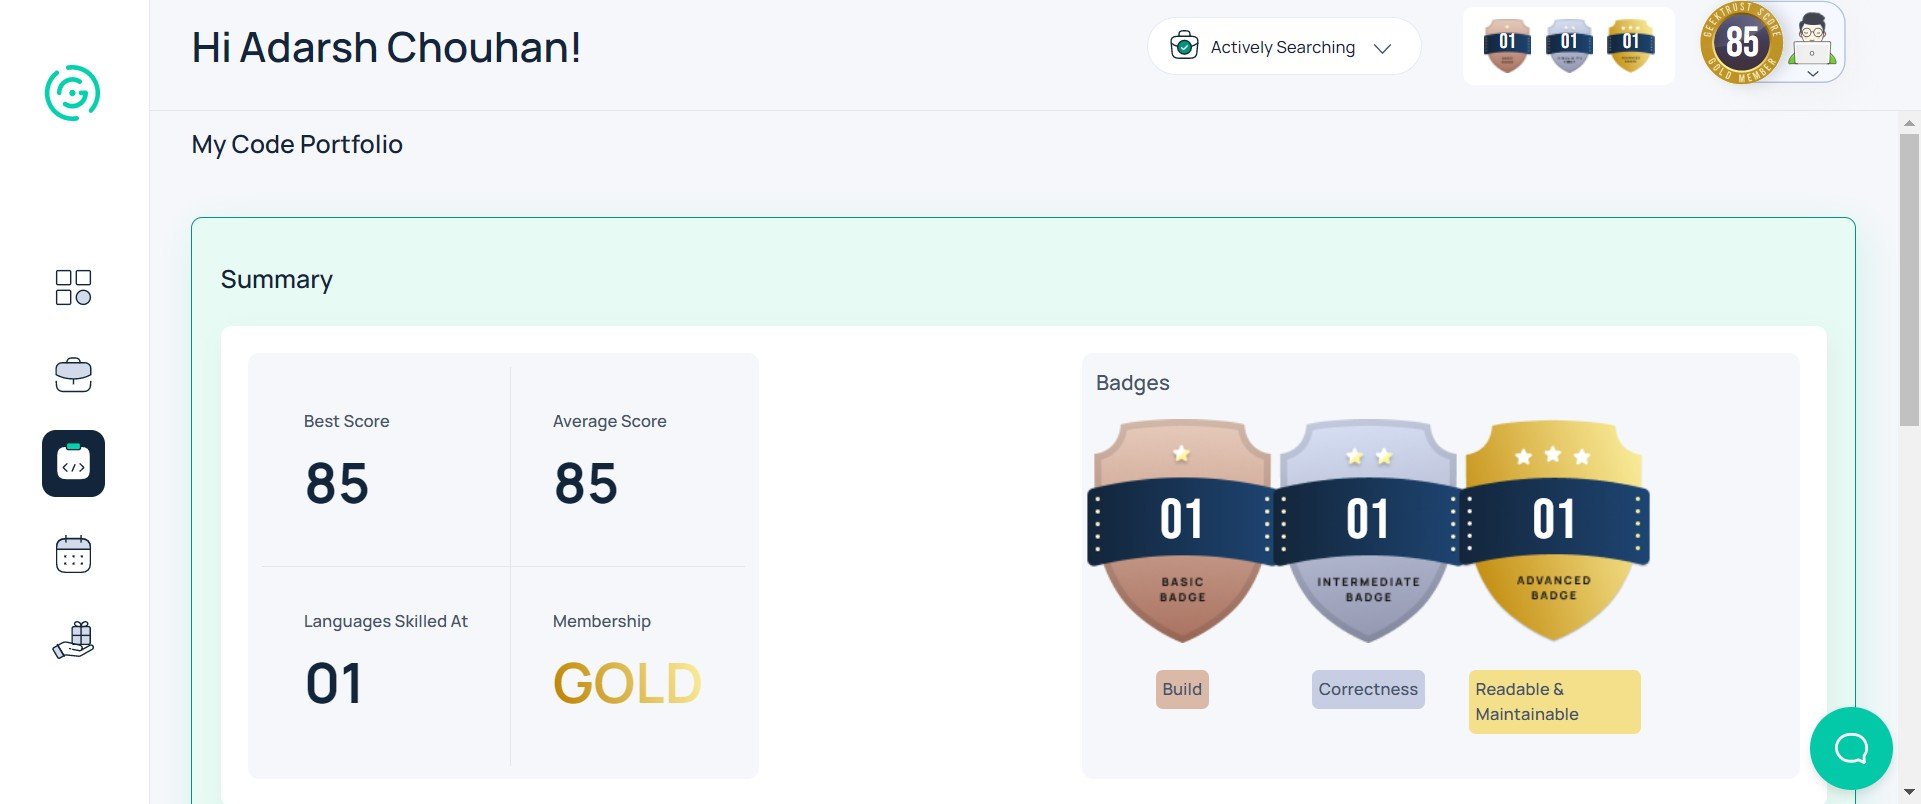 Hi Adarsh Chouhan!
Actively Searching
01 01 01
GEEKTRUST SCORE
85
GOLD MEMBER
My Code Portfolio
Summary
Best Score
85
Average Score
85
Languages Skilled At
01
Membership
GOLD
Badges
01
BASIC
BADGE
01
INTERMEDIATE
BADGE
01
ADVANCED
BADGE
Build
Correctness
Readable &
Maintainable